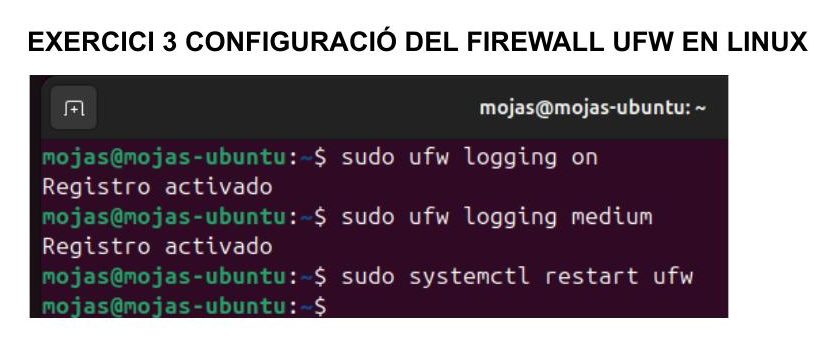 EXERCICI 3 CONFIGURACIÓ DEL FIREWALL UFW EN LINUX
mojas@mojas-ubuntu: ~
mojas@mojas-ubuntu:~$ sudo ufw logging on
Registro activado
mojas@mojas-ubuntu:~$ sudo ufw logging medium
Registro activado
mojas@mojas-ubuntu:~$ sudo systemctl restart ufw
mojas@mojas-ubuntu:~$